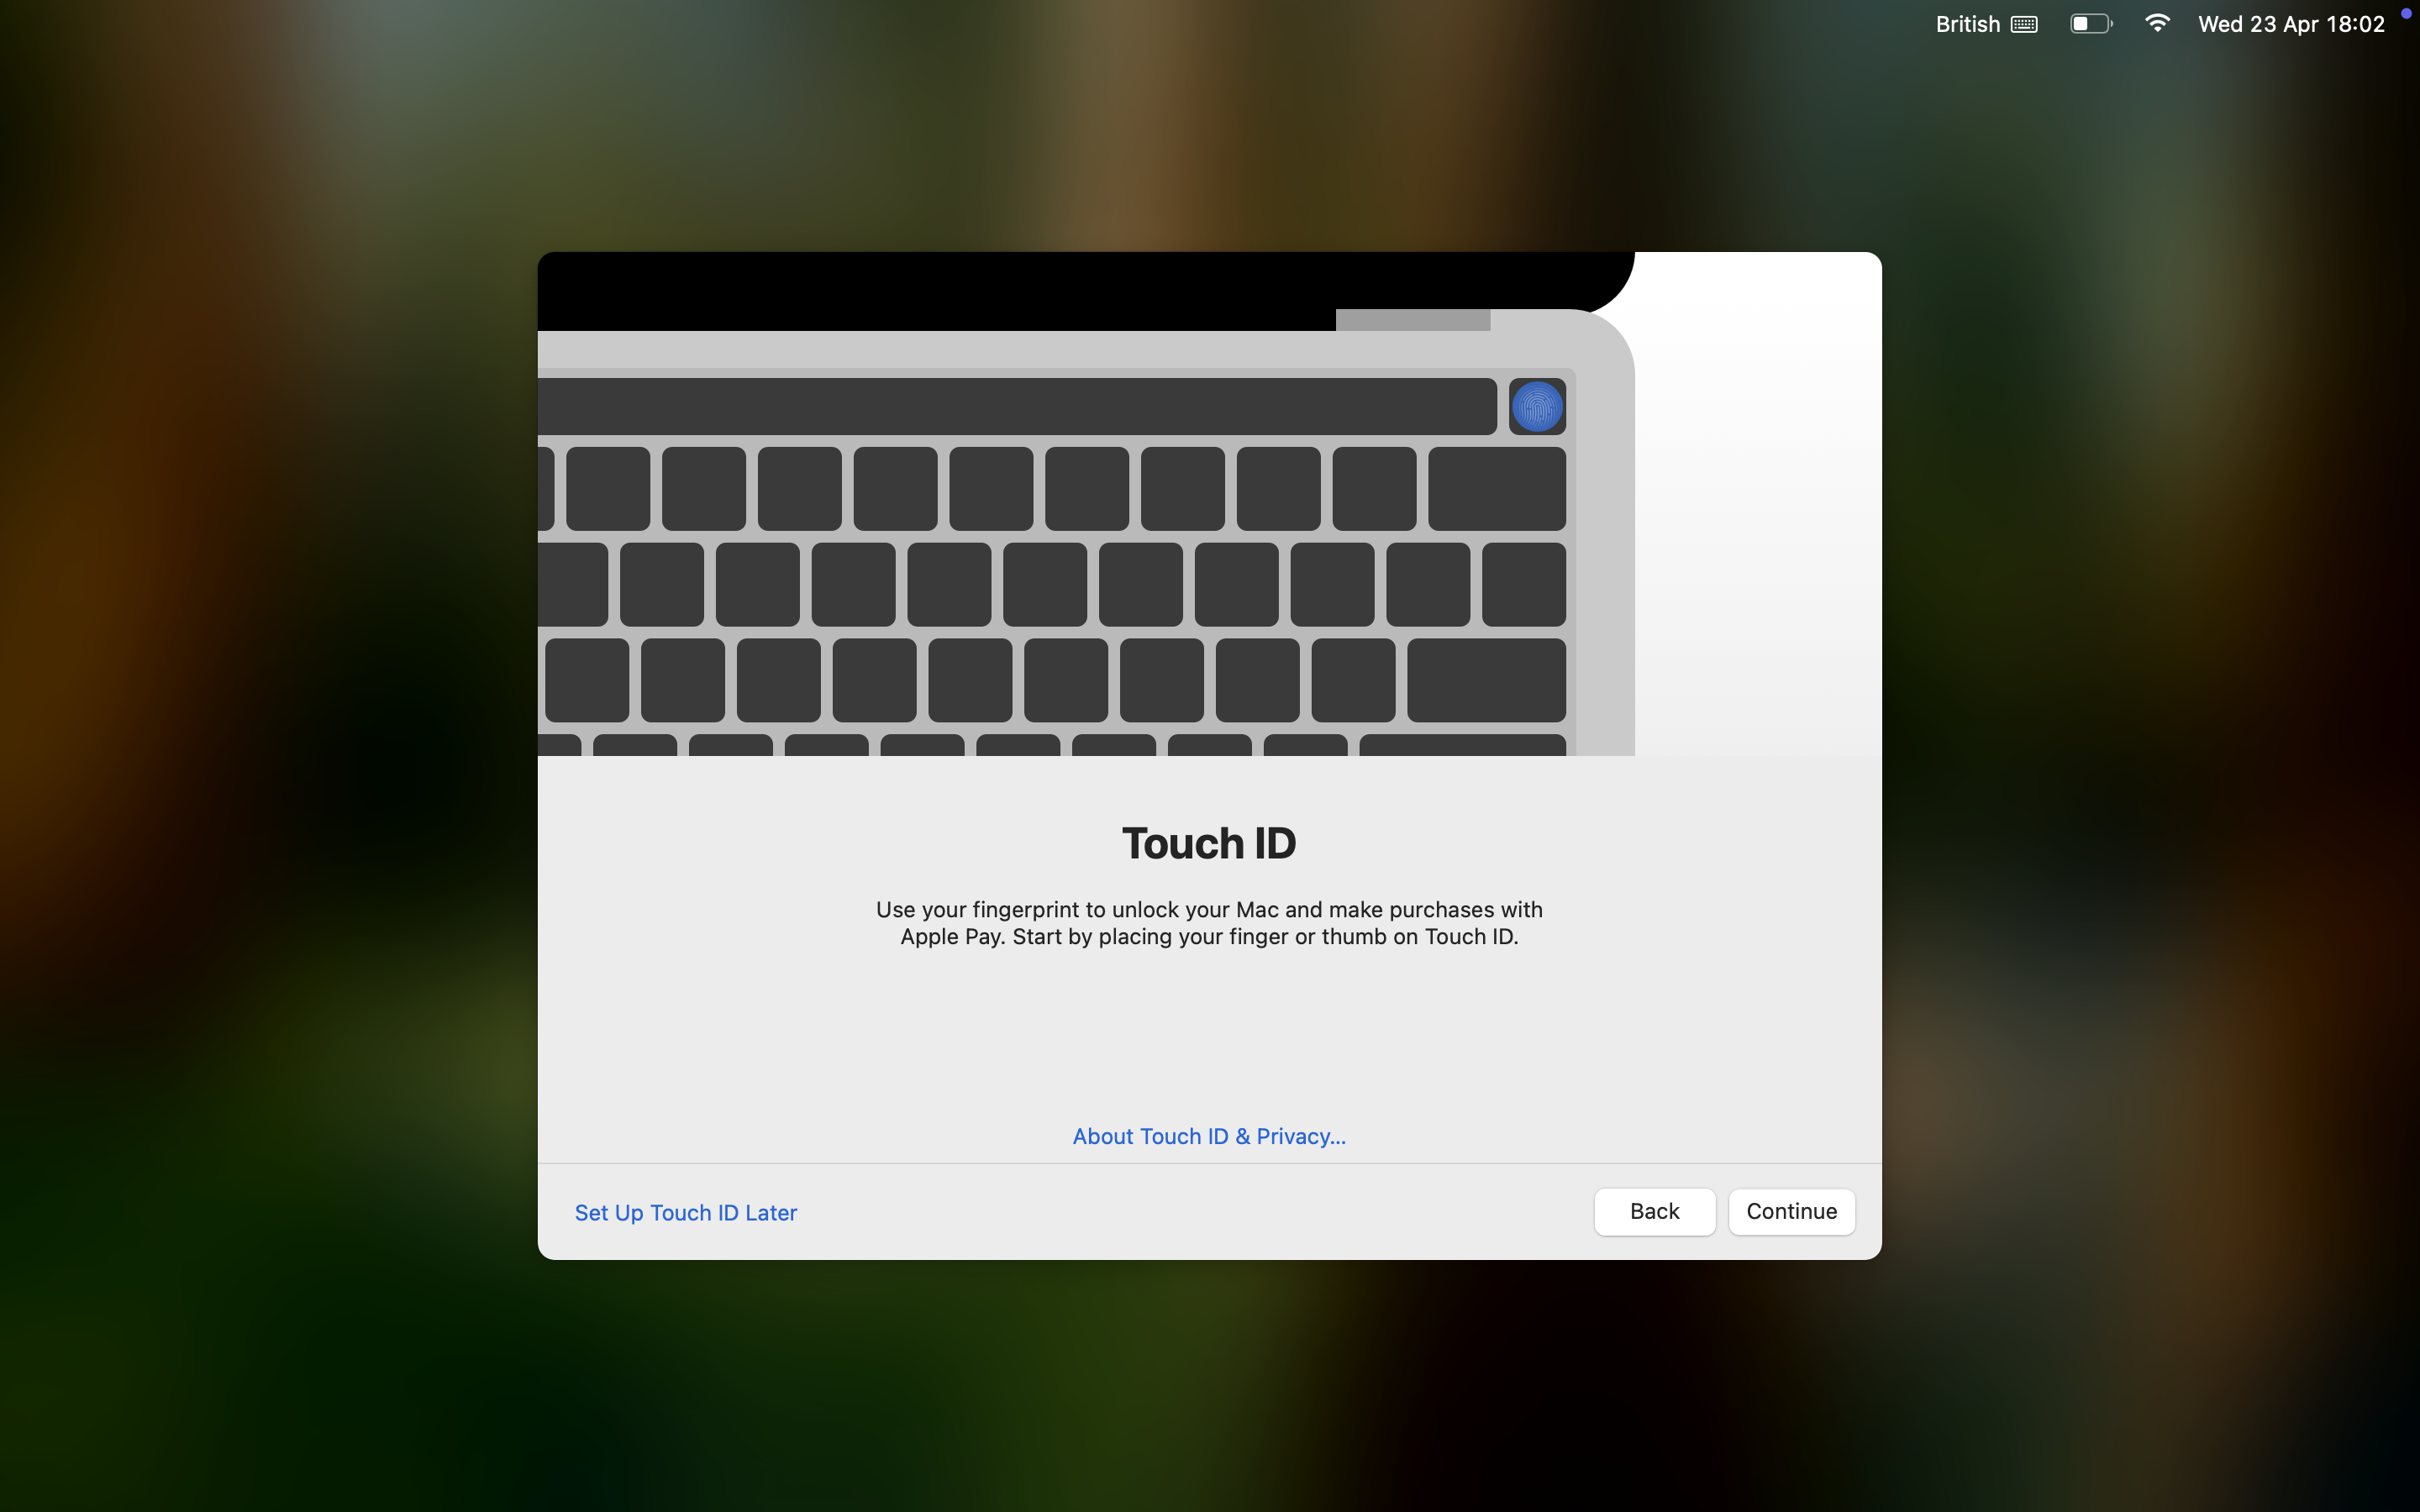 British
Wed 23 Apr 18:02
Touch ID
Use your fingerprint to unlock your Mac and make purchases with
Apple Pay. Start by placing your finger or thumb on Touch ID.
About Touch ID & Privacy...
Set Up Touch ID Later
Back
Continue